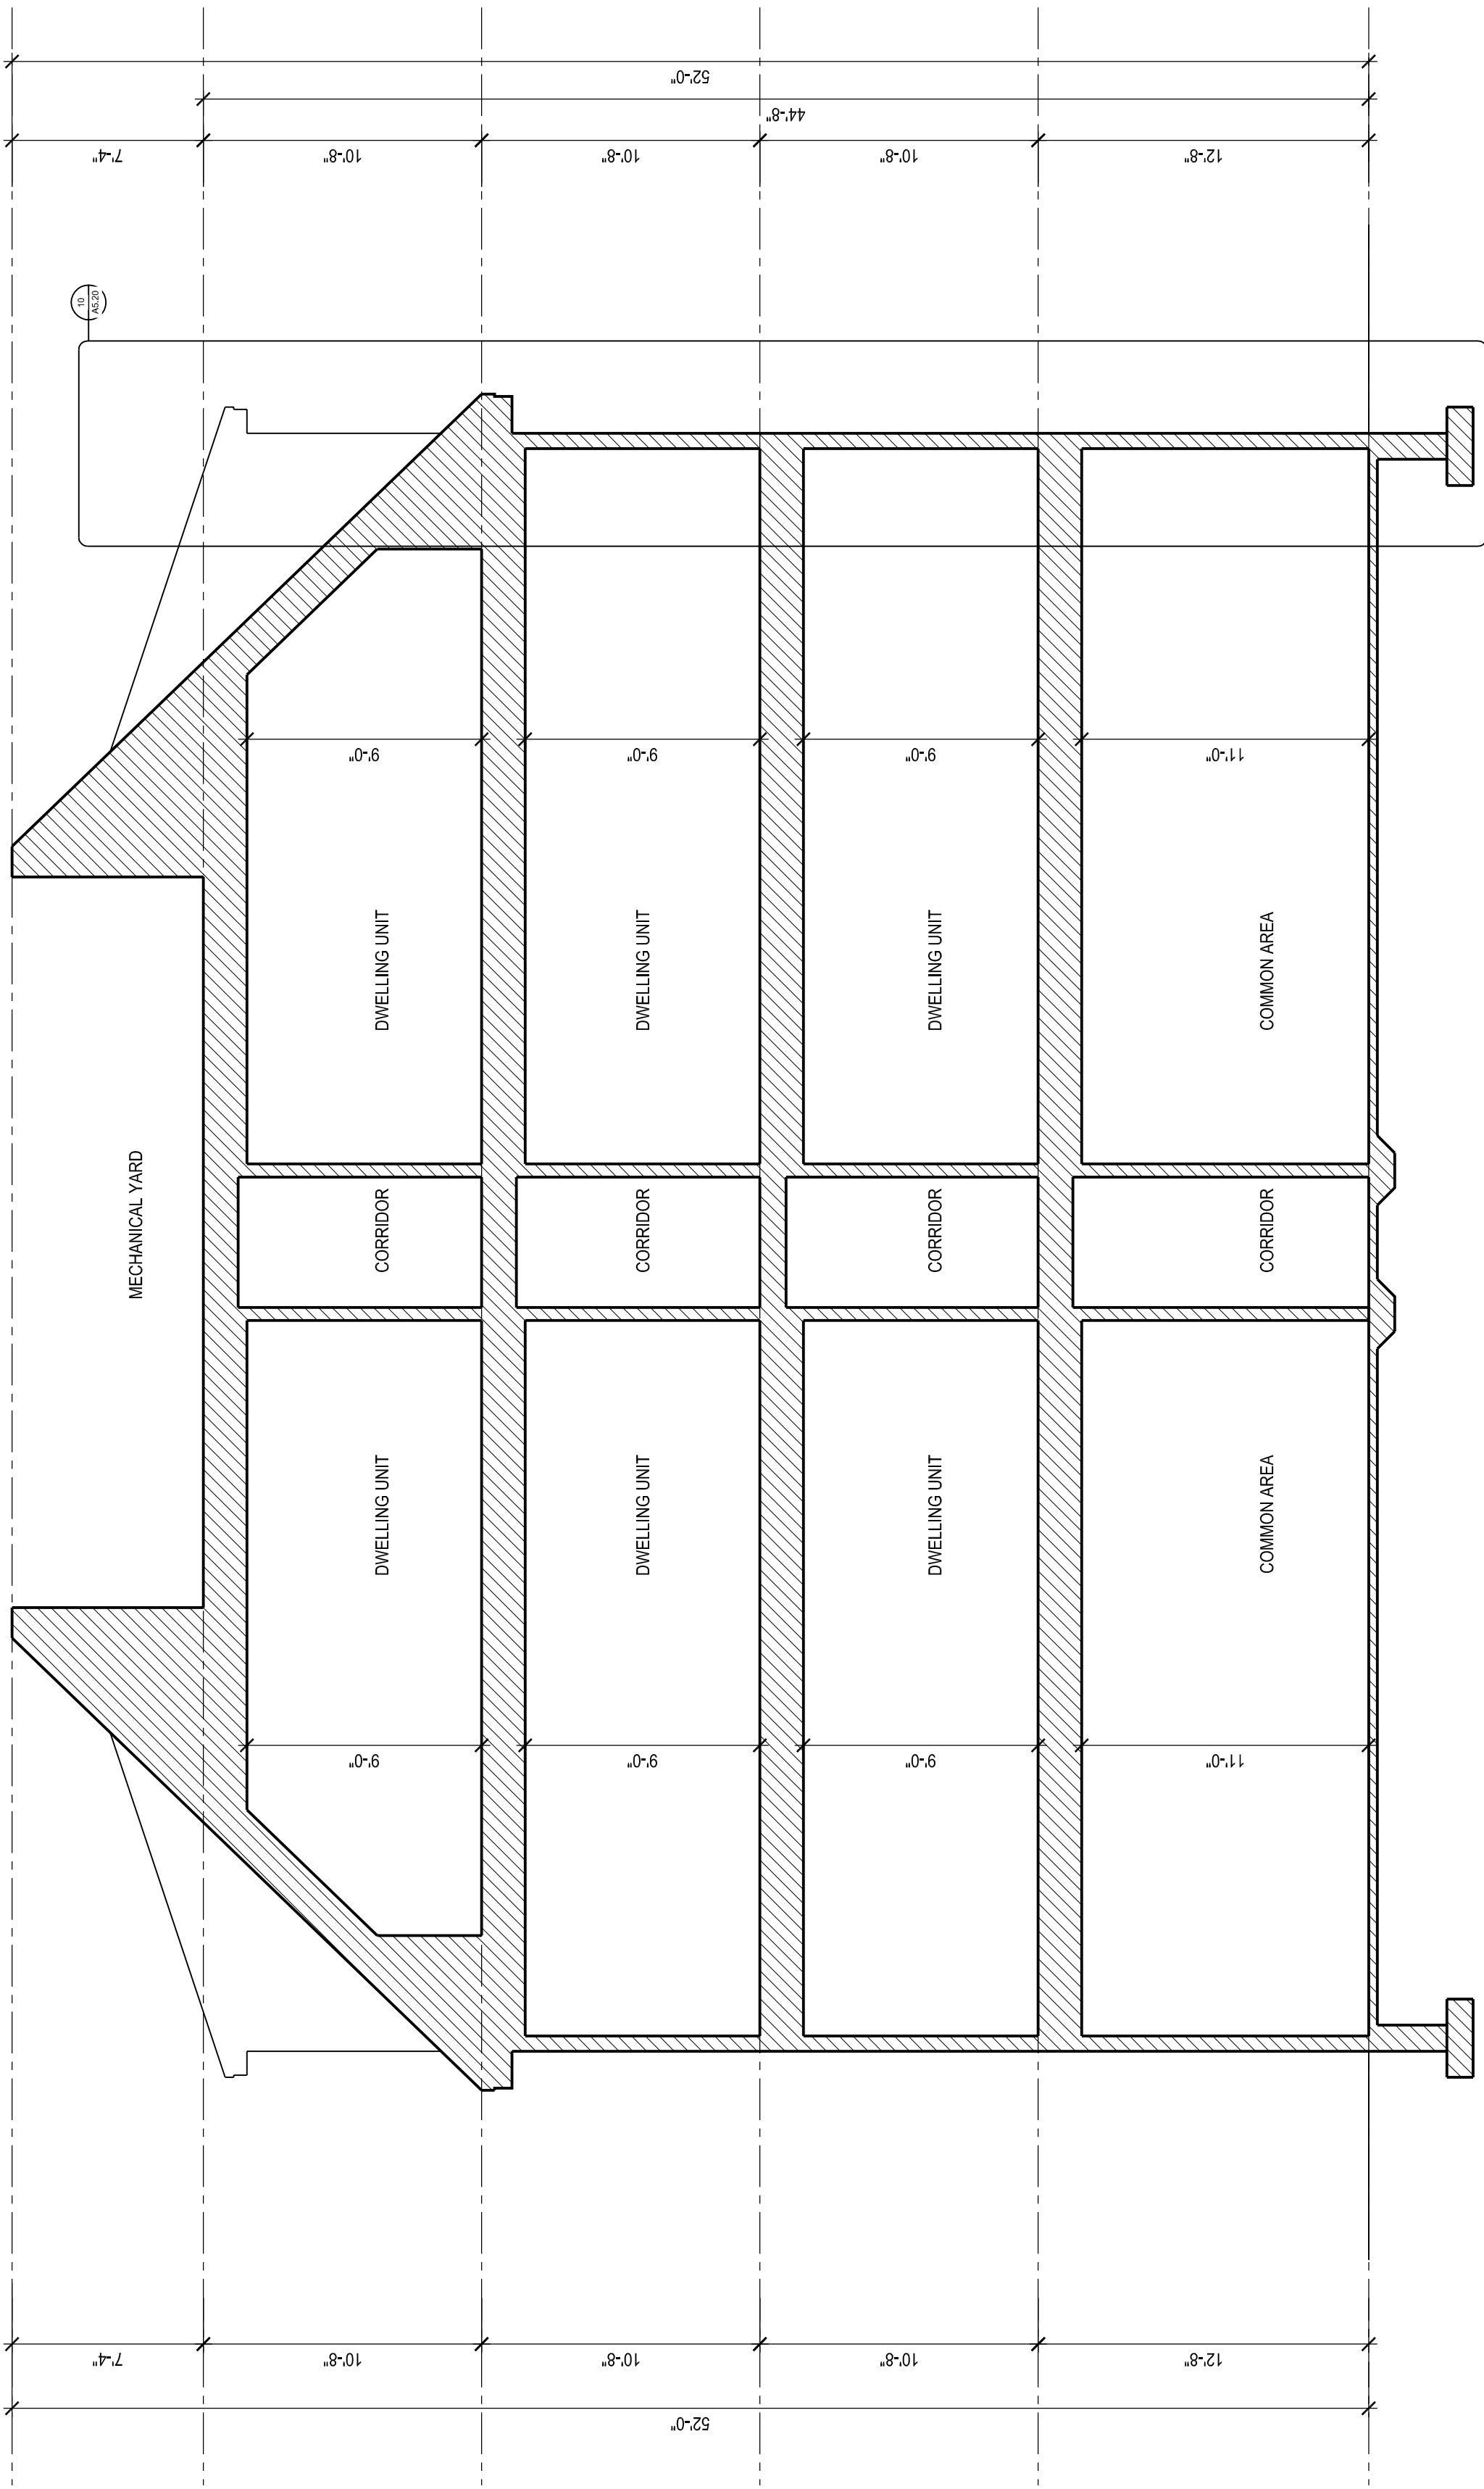 52'-0"
44'-8"
7'-4"
10'-8"
10'-8"
10'-8"
12'-8"
10
A5.20
9'-0"
9'-0"
9'-0"
11'-0"
DWELLING UNIT
DWELLING UNIT
DWELLING UNIT
COMMON AREA
MECHANICAL YARD
CORRIDOR
CORRIDOR
CORRIDOR
CORRIDOR
DWELLING UNIT
DWELLING UNIT
DWELLING UNIT
COMMON AREA
9'-0"
9'-0"
9'-0"
11'-0"
7'-4"
10'-8"
10'-8"
10'-8"
12'-8"
52'-0"